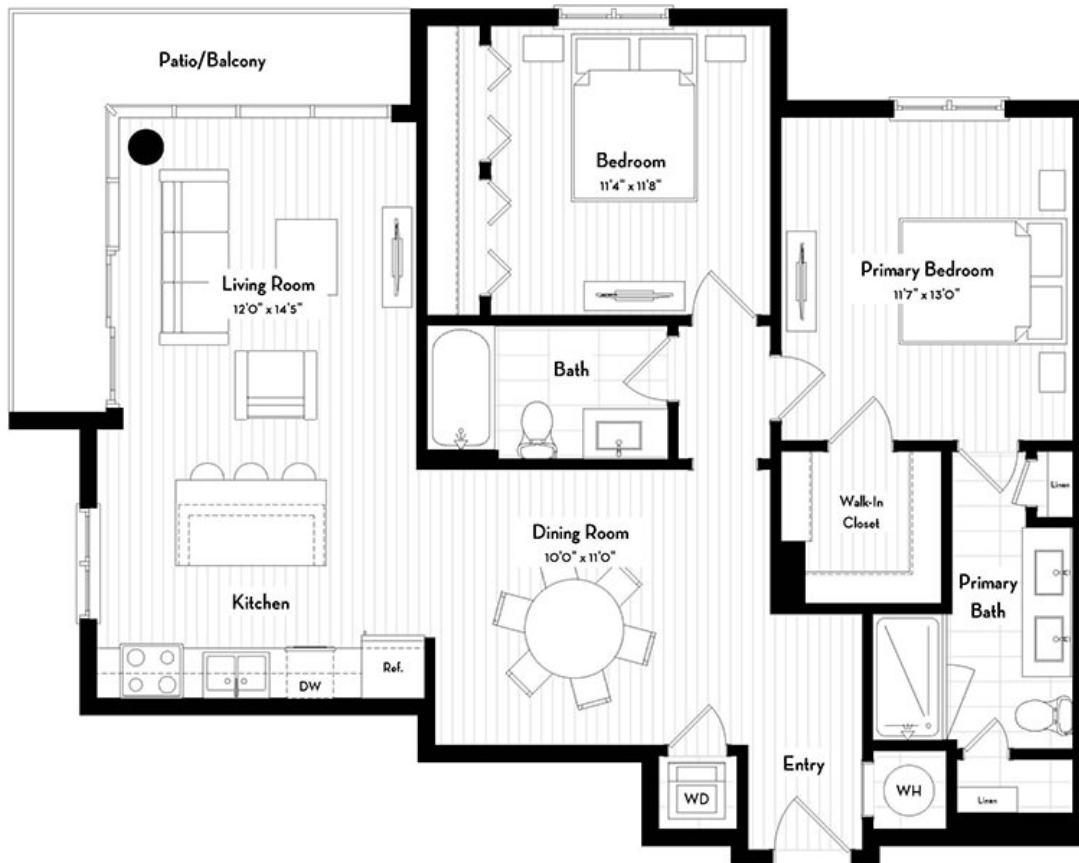 Patio/Balcony
Bedroom
11'4" x 11'8"
Living Room
12'0" x 14'5"
Primary Bedroom
11'7" x 13'0"
Bath
Linen
Walk-In
Closet
Dining Room
10'0" x 11'0"
Primary
Bath
Kitchen
Ref.
DW
Entry
WD
WH
Linen